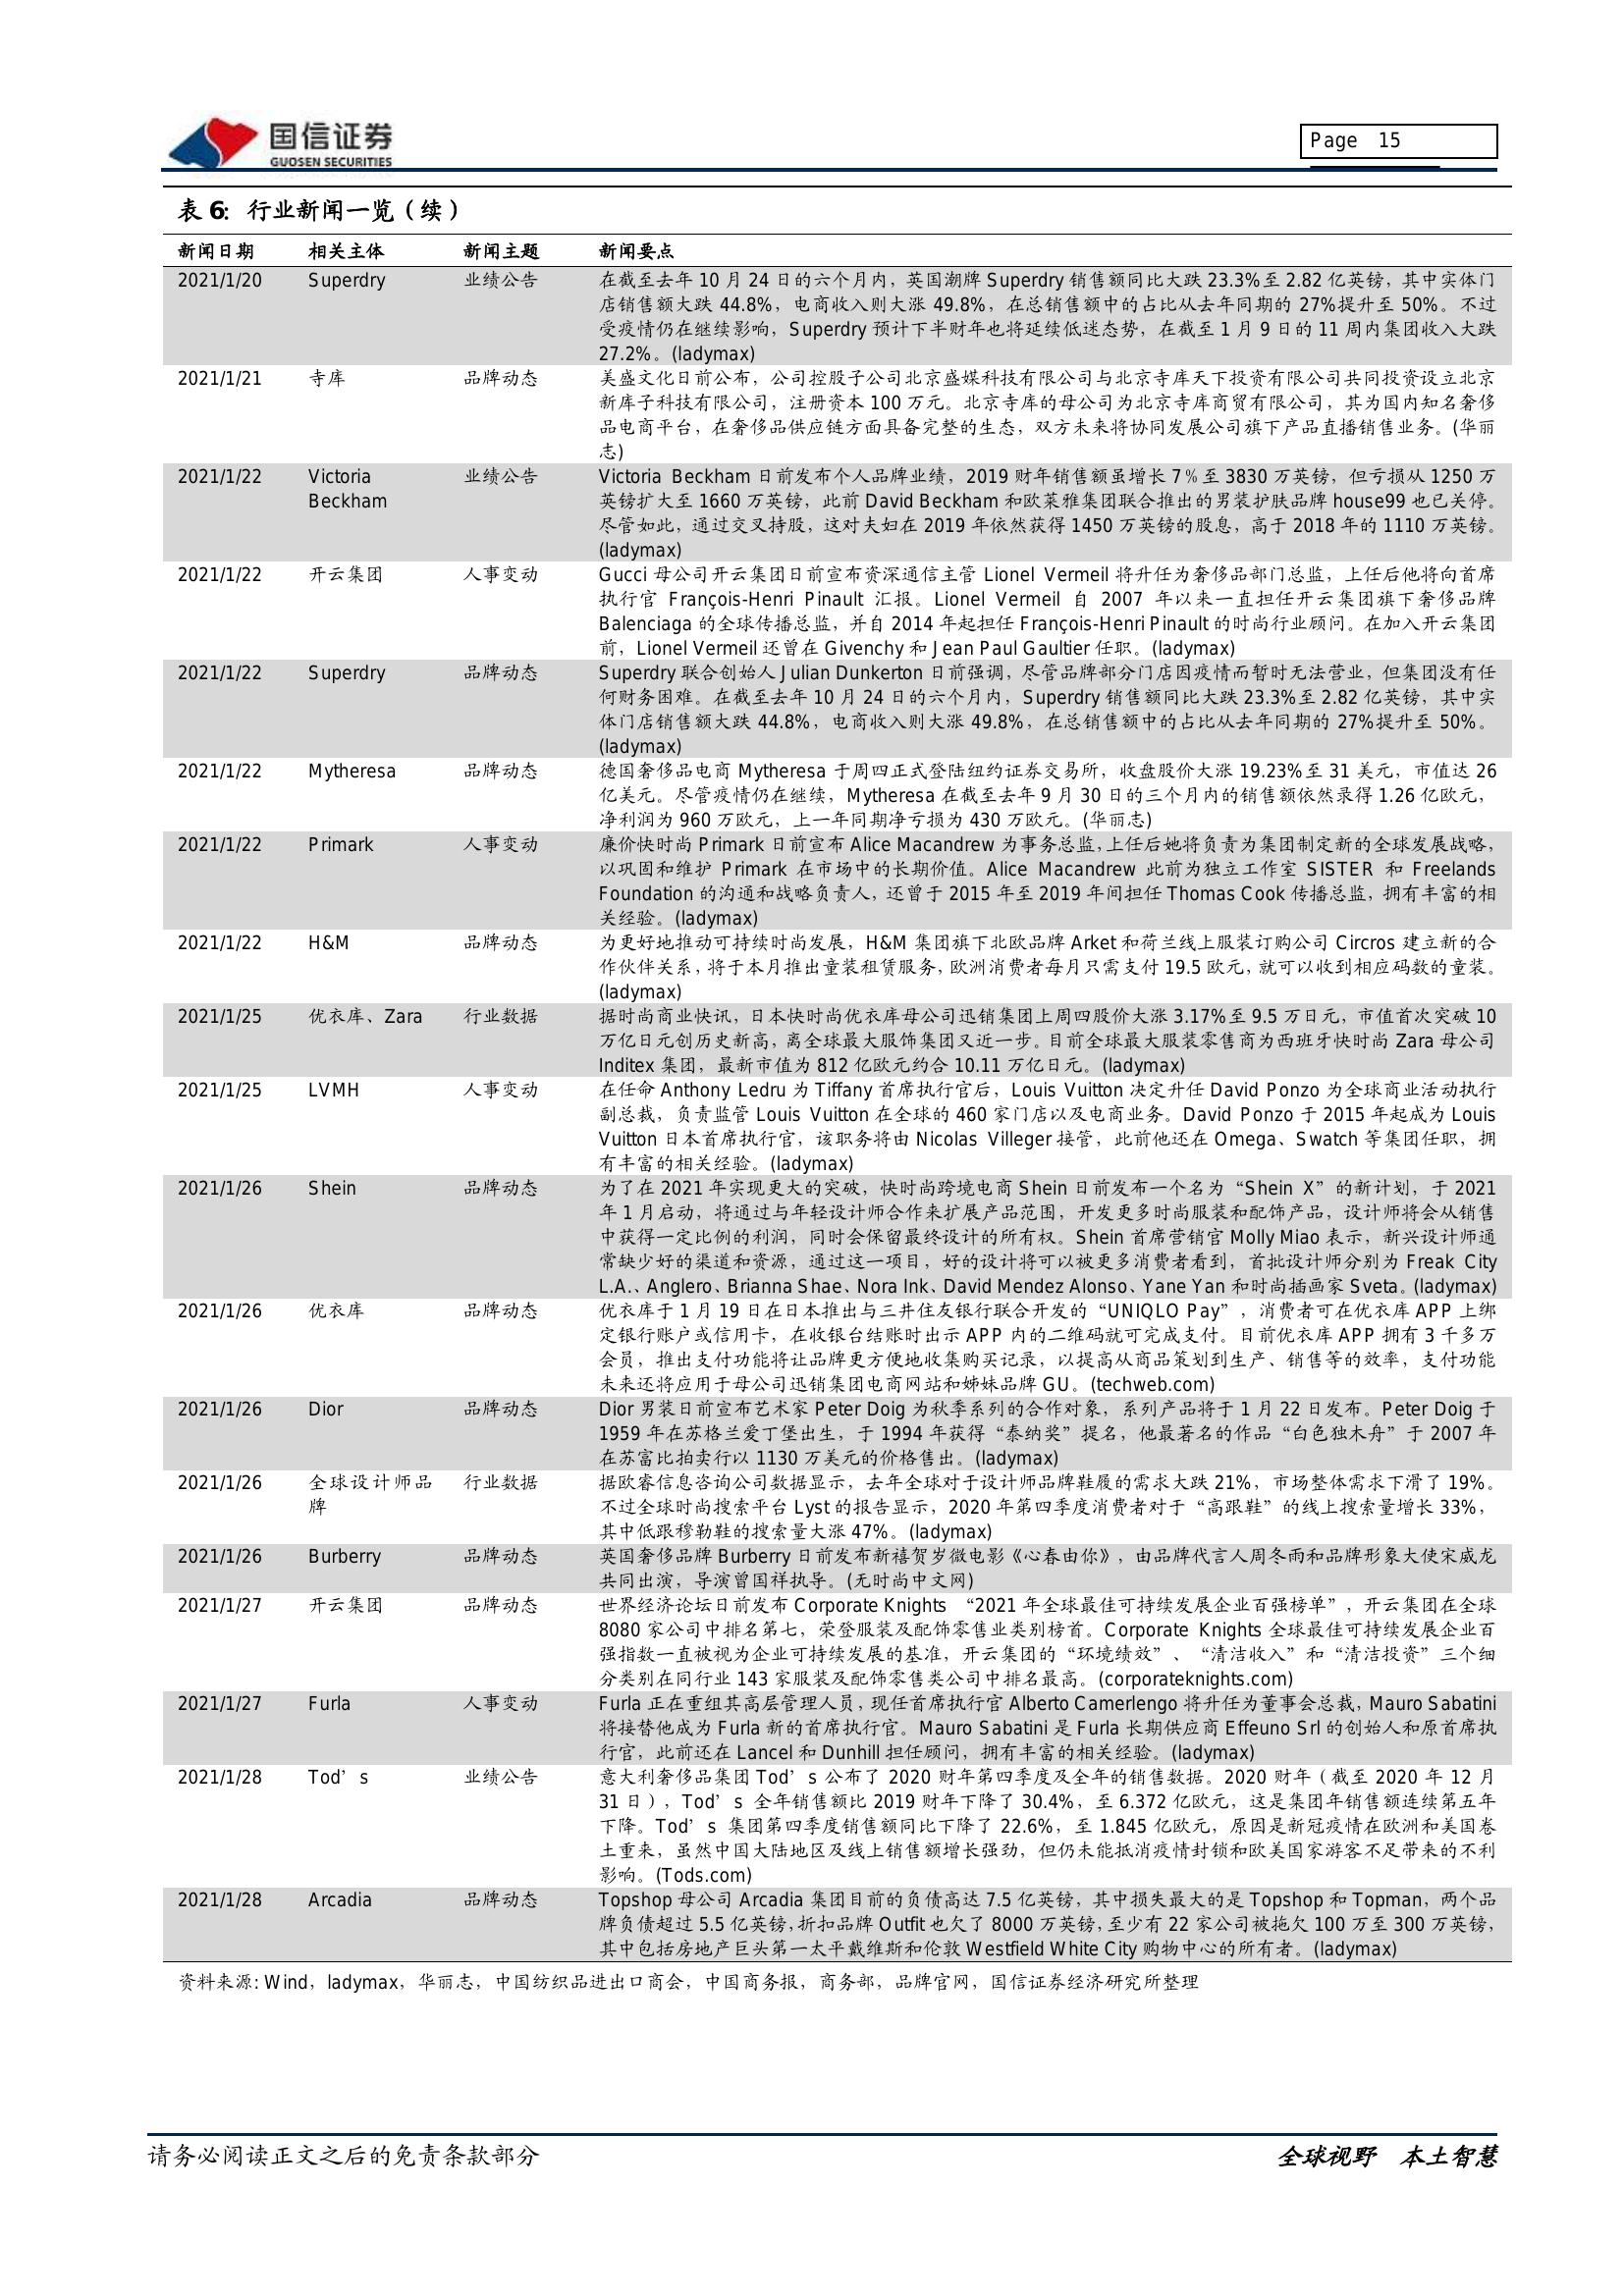 国信证券
GUOSEN SECURITIES
Page 15
表 6: 行业新闻一览（续）
新闻日期 相关主体 新闻主题 新闻要点
2021/1/20 Superdry 业绩公告 在截至去年 10 月 24 日的六个月内，英国潮牌 Superdry 销售额同比大跌 23.3%至 2.82 亿英镑，其中实体门
店销售额大跌 44.8%，电商收入则大涨 49.8%，在总销售额中的占比从去年同期的 27%提升至 50%。不过
受疫情仍在继续影响，Superdry 预计下半财年也将延续低迷态势，在截至 1 月 9 日的 11 周内集团收入大跌
27.2%。(ladymax)
2021/1/21 寺库 品牌动态 美盛文化日前公布，公司控股子公司北京盛媒科技有限公司与北京寺库天下投资有限公司共同投资设立北京
新库子科技有限公司，注册资本 100 万元。北京寺库的母公司为北京寺库商贸有限公司，其为国内知名奢侈
品电商平台，在奢侈品供应链方面具备完整的生态，双方未来将协同发展公司旗下产品直播销售业务。(华丽
志)
2021/1/22 Victoria 业绩公告 Victoria Beckham 日前发布个人品牌业绩，2019 财年销售额虽增长 7%至 3830 万英镑，但亏损从 1250 万
Beckham 英镑扩大至 1660 万英镑，此前 David Beckham 和欧莱雅集团联合推出的男装护肤品牌 house99 也已关停。
尽管如此，通过交叉持股，这对夫妇在 2019 年依然获得 1450 万英镑的股息，高于 2018 年的 1110 万英镑。
(ladymax)
2021/1/22 开云集团 人事变动 Gucci 母公司开云集团日前宣布资深通信主管 Lionel Vermeil 将升任为奢侈品部门总监，上任后他将向首席
执行官 François-Henri Pinault 汇报。Lionel Vermeil 自 2007 年以来一直担任开云集团旗下奢侈品牌
Balenciaga 的全球传播总监，并自 2014 年起担任 François-Henri Pinault 的时尚行业顾问。在加入开云集团
前，Lionel Vermeil 还曾在 Givenchy 和 Jean Paul Gaultier 任职。(ladymax)
2021/1/22 Superdry 品牌动态 Superdry 联合创始人 Julian Dunkerton 日前强调，尽管品牌部分门店因疫情而暂时无法营业，但集团没有任
何财务困难。在截至去年 10 月 24 日的六个月内，Superdry 销售额同比大跌 23.3%至 2.82 亿英镑，其中实
体门店销售额大跌 44.8%，电商收入则大涨 49.8%，在总销售额中的占比从去年同期的 27%提升至 50%。
(ladymax)
2021/1/22 Mytheresa 品牌动态 德国奢侈品电商 Mytheresa 于周四正式登陆纽约证券交易所，收盘股价大涨 19.23%至 31 美元，市值达 26
亿美元。尽管疫情仍在继续，Mytheresa 在截至去年 9 月 30 日的三个月内的销售额依然录得 1.26 亿欧元，
净利润为 960 万欧元，上一年同期净亏损为 430 万欧元。(华丽志)
2021/1/22 Primark 人事变动 廉价快时尚 Primark 日前宣布 Alice Macandrew 为事务总监，上任后她将负责为集团制定新的全球发展战略，
以巩固和维护 Primark 在市场中的长期价值。Alice Macandrew 此前为独立工作室 SISTER 和 Freelands
Foundation 的沟通和战略负责人，还曾于 2015 年至 2019 年间担任 Thomas Cook 传播总监，拥有丰富的相
关经验。(ladymax)
2021/1/22 H&M 品牌动态 为更好地推动可持续时尚发展，H&M 集团旗下北欧品牌 Arket 和荷兰线上服装订购公司 Circros 建立新的合
作伙伴关系，将于本月推出童装租赁服务，欧洲消费者每月只需支付 19.5 欧元，就可以收到相应码数的童装。
(ladymax)
2021/1/25 优衣库、Zara 行业数据 据时尚商业快讯，日本快时尚优衣库母公司迅销集团上周四股价大涨 3.17%至 9.5 万日元，市值首次突破 10
万亿日元创历史新高，离全球最大服饰集团又近一步。目前全球最大服装零售商为西班牙快时尚 Zara 母公司
Inditex 集团，最新市值为 812 亿欧元约合 10.11 万亿日元。(ladymax)
2021/1/25 LVMH 人事变动 在任命 Anthony Ledru 为 Tiffany 首席执行官后，Louis Vuitton 决定升任 David Ponzo 为全球商业活动执行
副总裁，负责监管 Louis Vuitton 在全球的 460 家门店以及电商业务。David Ponzo 于 2015 年起成为 Louis
Vuitton 日本首席执行官，该职务将由 Nicolas Villeger 接管，此前他还在 Omega、Swatch 等集团任职，拥
有丰富的相关经验。(ladymax)
2021/1/26 Shein 品牌动态 为了在 2021 年实现更大的突破，快时尚跨境电商 Shein 日前发布一个名为“Shein X”的新计划，于 2021
年 1 月启动，将通过与年轻设计师合作来扩展产品范围，开发更多时尚服装和配饰产品，设计师将会从销售
中获得一定比例的利润，同时会保留最终设计的所有权。Shein 首席营销官 Molly Miao 表示，新兴设计师通
常缺少好的渠道和资源，通过这一项目，好的设计将可以被更多消费者看到，首批设计师分别为 Freak City
L.A.、Anglero、Brianna Shae、Nora Ink、David Mendez Alonso、Yane Yan 和时尚插画家 Sveta。(ladymax)
2021/1/26 优衣库 品牌动态 优衣库于 1 月 19 日在日本推出与三井住友银行联合开发的“UNIQLO Pay”，消费者可在优衣库 APP 上绑
定银行账户或信用卡，在收银台结账时出示 APP 内的二维码就可完成支付。目前优衣库 APP 拥有 3 千多万
会员，推出支付功能将让品牌更方便地收集购买记录，以提高从商品策划到生产、销售等的效率，支付功能
未来还将应用于母公司迅销集团电商网站和姊妹品牌 GU。(techweb.com)
2021/1/26 Dior 品牌动态 Dior 男装日前宣布艺术家 Peter Doig 为秋季系列的合作对象，系列产品将于 1 月 22 日发布。Peter Doig 于
1959 年在苏格兰爱丁堡出生，于 1994 年获得“泰纳奖”提名，他最著名的作品“白色独木舟”于 2007 年
在苏富比拍卖行以 1130 万美元的价格售出。(ladymax)
2021/1/26 全球设计师品 行业数据 据欧睿信息咨询公司数据显示，去年全球对于设计师品牌鞋履的需求大跌 21%，市场整体需求下滑了 19%。
牌 不过全球时尚搜索平台 Lyst 的报告显示，2020 年第四季度消费者对于“高跟鞋”的线上搜索量增长 33%，
其中低跟穆勒鞋的搜索量大涨 47%。(ladymax)
2021/1/26 Burberry 品牌动态 英国奢侈品牌 Burberry 日前发布新禧贺岁微电影《心春由你》，由品牌代言人周冬雨和品牌形象大使宋威龙
共同出演，导演曾国祥执导。(无时尚中文网)
2021/1/27 开云集团 品牌动态 世界经济论坛日前发布 Corporate Knights “2021 年全球最佳可持续发展企业百强榜单”，开云集团在全球
8080 家公司中排名第七，荣登服装及配饰零售业类别榜首。Corporate Knights 全球最佳可持续发展企业百
强指数一直被视为企业可持续发展的基准，开云集团的“环境绩效”、“清洁收入”和“清洁投资”三个细
分类别在同行业 143 家服装及配饰零售类公司中排名最高。(corporateknights.com)
2021/1/27 Furla 人事变动 Furla 正在重组其高层管理人员，现任首席执行官 Alberto Camerlengo 将升任为董事会总裁，Mauro Sabatini
将接替他成为 Furla 新的首席执行官。Mauro Sabatini 是 Furla 长期供应商 Effeuno Srl 的创始人和原首席执
行官，此前还在 Lancel 和 Dunhill 担任顾问，拥有丰富的相关经验。(ladymax)
2021/1/28 Tod’s 业绩公告 意大利奢侈品集团 Tod’s 公布了 2020 财年第四季度及全年的销售数据。2020 财年（截至 2020 年 12 月
31 日），Tod’s 全年销售额比 2019 财年下降了 30.4%，至 6.372 亿欧元，这是集团年销售额连续第五年
下降。Tod’s 集团第四季度销售额同比下降了 22.6%，至 1.845 亿欧元，原因是新冠疫情在欧洲和美国卷
土重来，虽然中国大陆地区及线上销售额增长强劲，但仍未能抵消疫情封锁和欧美国家游客不足带来的不利
影响。(Tods.com)
2021/1/28 Arcadia 品牌动态 Topshop 母公司 Arcadia 集团目前的负债高达 7.5 亿英镑，其中损失最大的是 Topshop 和 Topman，两个品
牌负债超过 5.5 亿英镑，折扣品牌 Outfit 也欠了 8000 万英镑，至少有 22 家公司被拖欠 100 万至 300 万英镑，
其中包括房地产巨头第一太平戴维斯和伦敦 Westfield White City 购物中心的所有者。(ladymax)
资料来源: Wind，ladymax，华丽志，中国纺织品进出口商会，中国商务报，商务部，品牌官网，国信证券经济研究所整理
请务必阅读正文之后的免责条款部分
全球视野 本土智慧